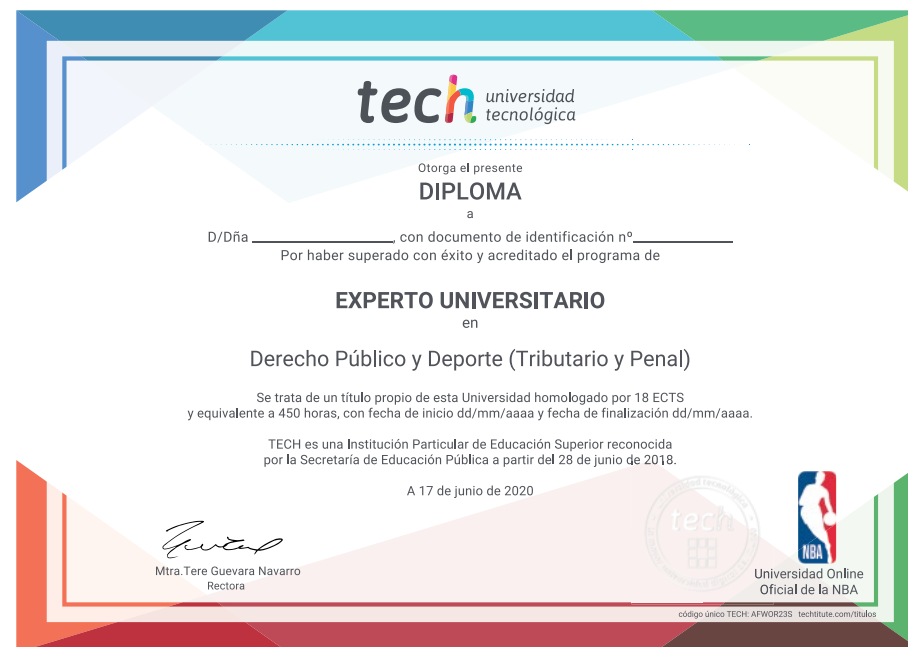 tech universidad
tecnológica
Otorga el presente
DIPLOMA
a
D/Dña ____________________, con documento de identificación nº______________
Por haber superado con éxito y acreditado el programa de
EXPERTO UNIVERSITARIO
en
Derecho Público y Deporte (Tributario y Penal)
Se trata de un título propio de esta Universidad homologado por 18 ECTS
y equivalente a 450 horas, con fecha de inicio dd/mm/aaaa y fecha de finalización dd/mm/aaaa.
TECH es una Institución Particular de Educación Superior reconocida
por la Secretaría de Educación Pública a partir del 28 de junio de 2018.
A 17 de junio de 2020
tech
NBA
Mtra.Tere Guevara Navarro
Rectora
Universidad Online
Oficial de la NBA
código único TECH: AFWOR23S techtitute.com/titulos